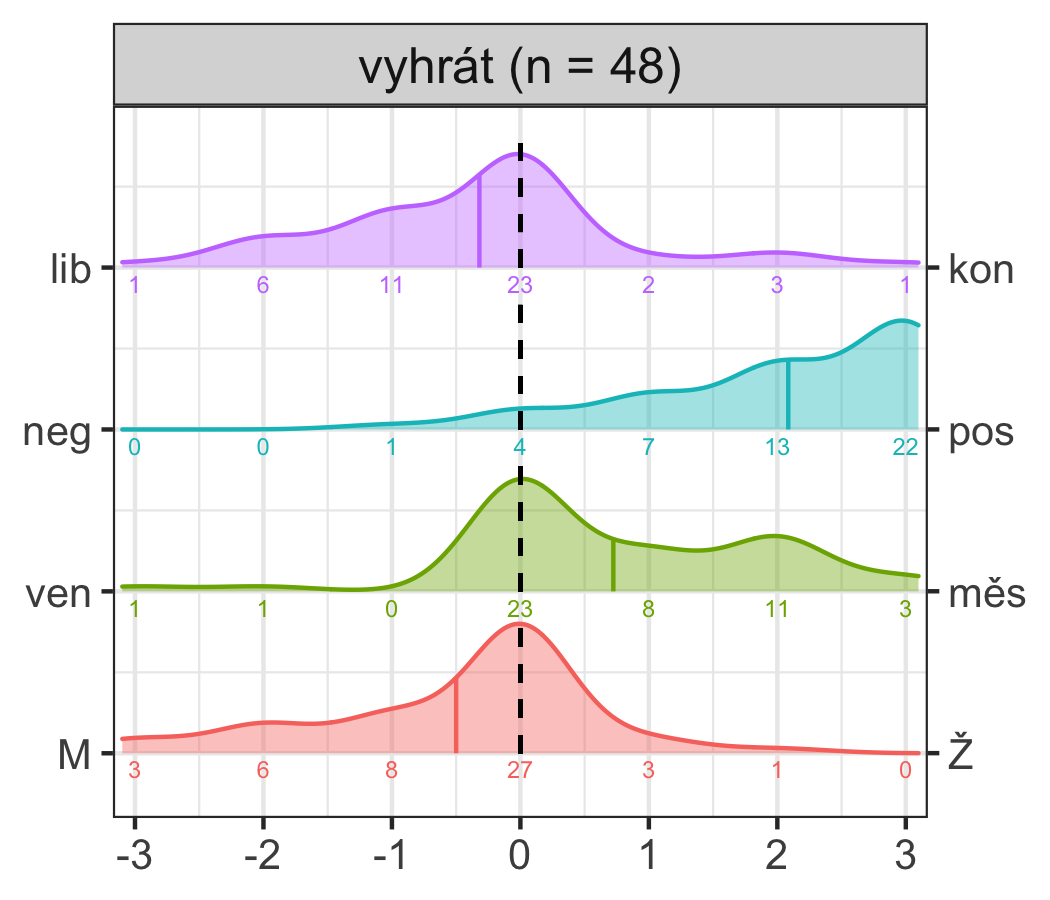 vyhrát (n = 48)
lib kon
1 6 11 23 2 3 1
neg pos
0 0 1 4 7 13 22
ven měs
1 1 0 23 8 11 3
M Ž
3 6 8 27 3 1 0
-3 -2 -1 0 1 2 3